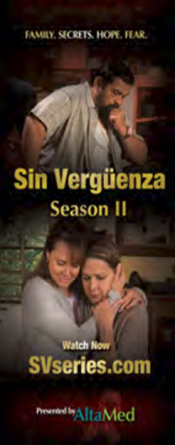 FAMILY. SECRETS. HOPE. FEAR.
Sin Vergüenza
Season II
Watch Now
SVseries.com
Presented by AltaMed